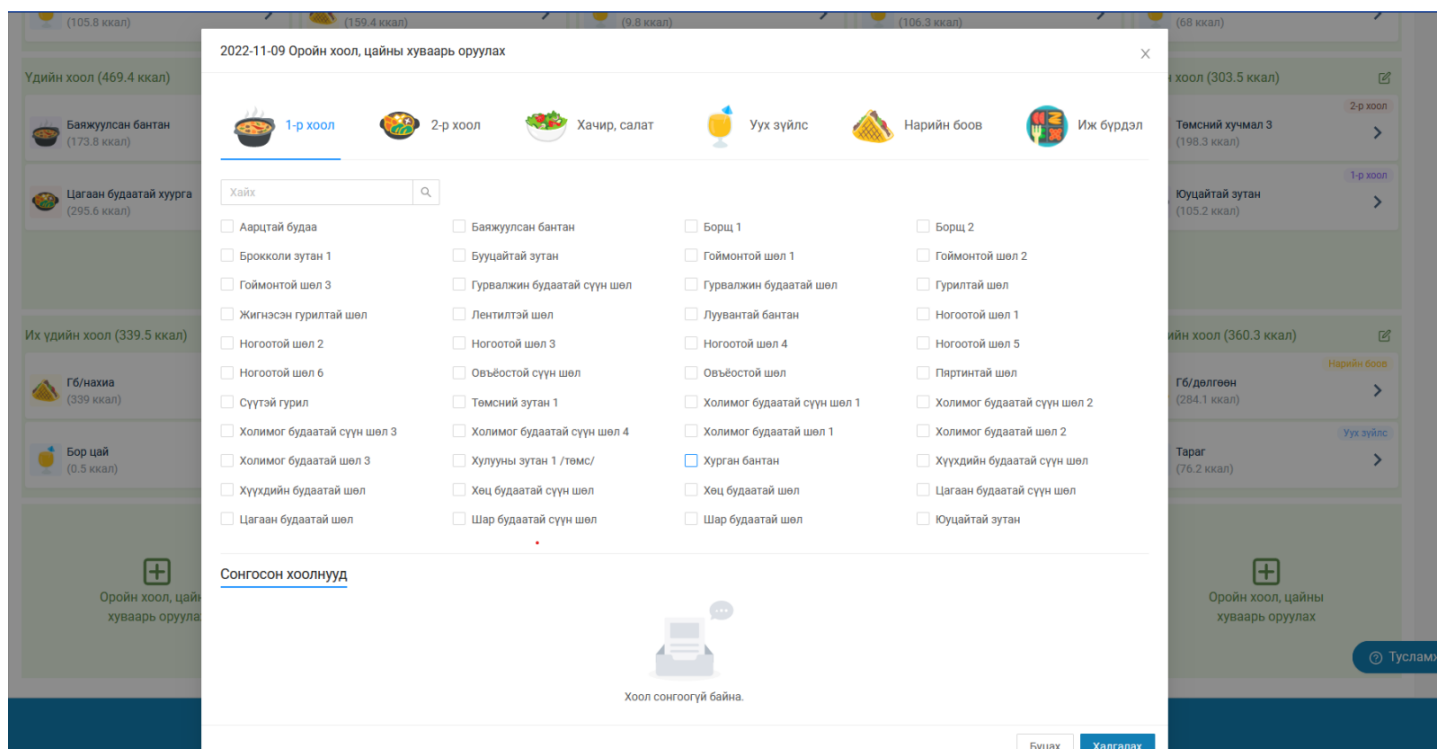 (105.8 ккал) (159.4 ккал) (9.8 ккал) (106.3 ккал) (68 ккал)
2022-11-09 Оройн хоол, цайны хуваарь оруулах
Үдийн хоол (469.4 ккал)
хоол (303.5 ккал)
1-р хоол 2-р хоол Хачир, салат Уух зүйлс Нарийн боов Иж бүрдэл
Баяжуулсан бантан
(173.8 ккал)
2-р хоол
Төмсний хучмал 3
(198.3 ккал)
Цагаан будаатай хуурга
(295.6 ккал)
1-р хоол
Юуцайтай зутан
(105.2 ккал)
Хайх
Аарцтай будаа Баяжуулсан бантан Борщ 1 Борщ 2
Брокколи зутан 1 Бууцайтай зутан Гоймонтой шөл 1 Гоймонтой шөл 2
Гоймонтой шөл 3 Гурвалжин будаатай сүүн шөл Гурвалжин будаатай шөл Гурилтай шөл
Жигнэсэн гурилтай шөл Лентилтэй шөл Луувантай бантан Ногоотой шөл 1
Ногоотой шөл 2 Ногоотой шөл 3 Ногоотой шөл 4 Ногоотой шөл 5
Ногоотой шөл 6 Овъёостой сүүн шөл Овъёостой шөл Пяртинтай шөл
Сүүтэй гурил Төмсний зутан 1 Холимог будаатай сүүн шөл 1 Холимог будаатай сүүн шөл 2
Холимог будаатай сүүн шөл 3 Холимог будаатай сүүн шөл 4 Холимог будаатай шөл 1 Холимог будаатай шөл 2
Холимог будаатай шөл 3 Хулууны зутан 1 /төмс/ Хурган бантан Хүүхдийн будаатай сүүн шөл
Хүүхдийн будаатай шөл Хөц будаатай сүүн шөл Хөц будаатай шөл Цагаан будаатай сүүн шөл
Цагаан будаатай шөл Шар будаатай сүүн шөл Шар будаатай шөл Юуцайтай зутан
Их үдийн хоол (339.5 ккал)
хоол (360.3 ккал)
Гб/нахиа
(339 ккал)
Нарийн боов
Гб/дөлгөөн
(284.1 ккал)
Бор цай
(0.5 ккал)
Уух зүйлс
Тараг
(76.2 ккал)
Сонгосон хоолнууд
Хоол сонгоогүй байна.
Оройн хоол, цай
хуваарь оруула
Оройн хоол, цайны
хуваарь оруулах
Тусламж
Буцах Хадгалах